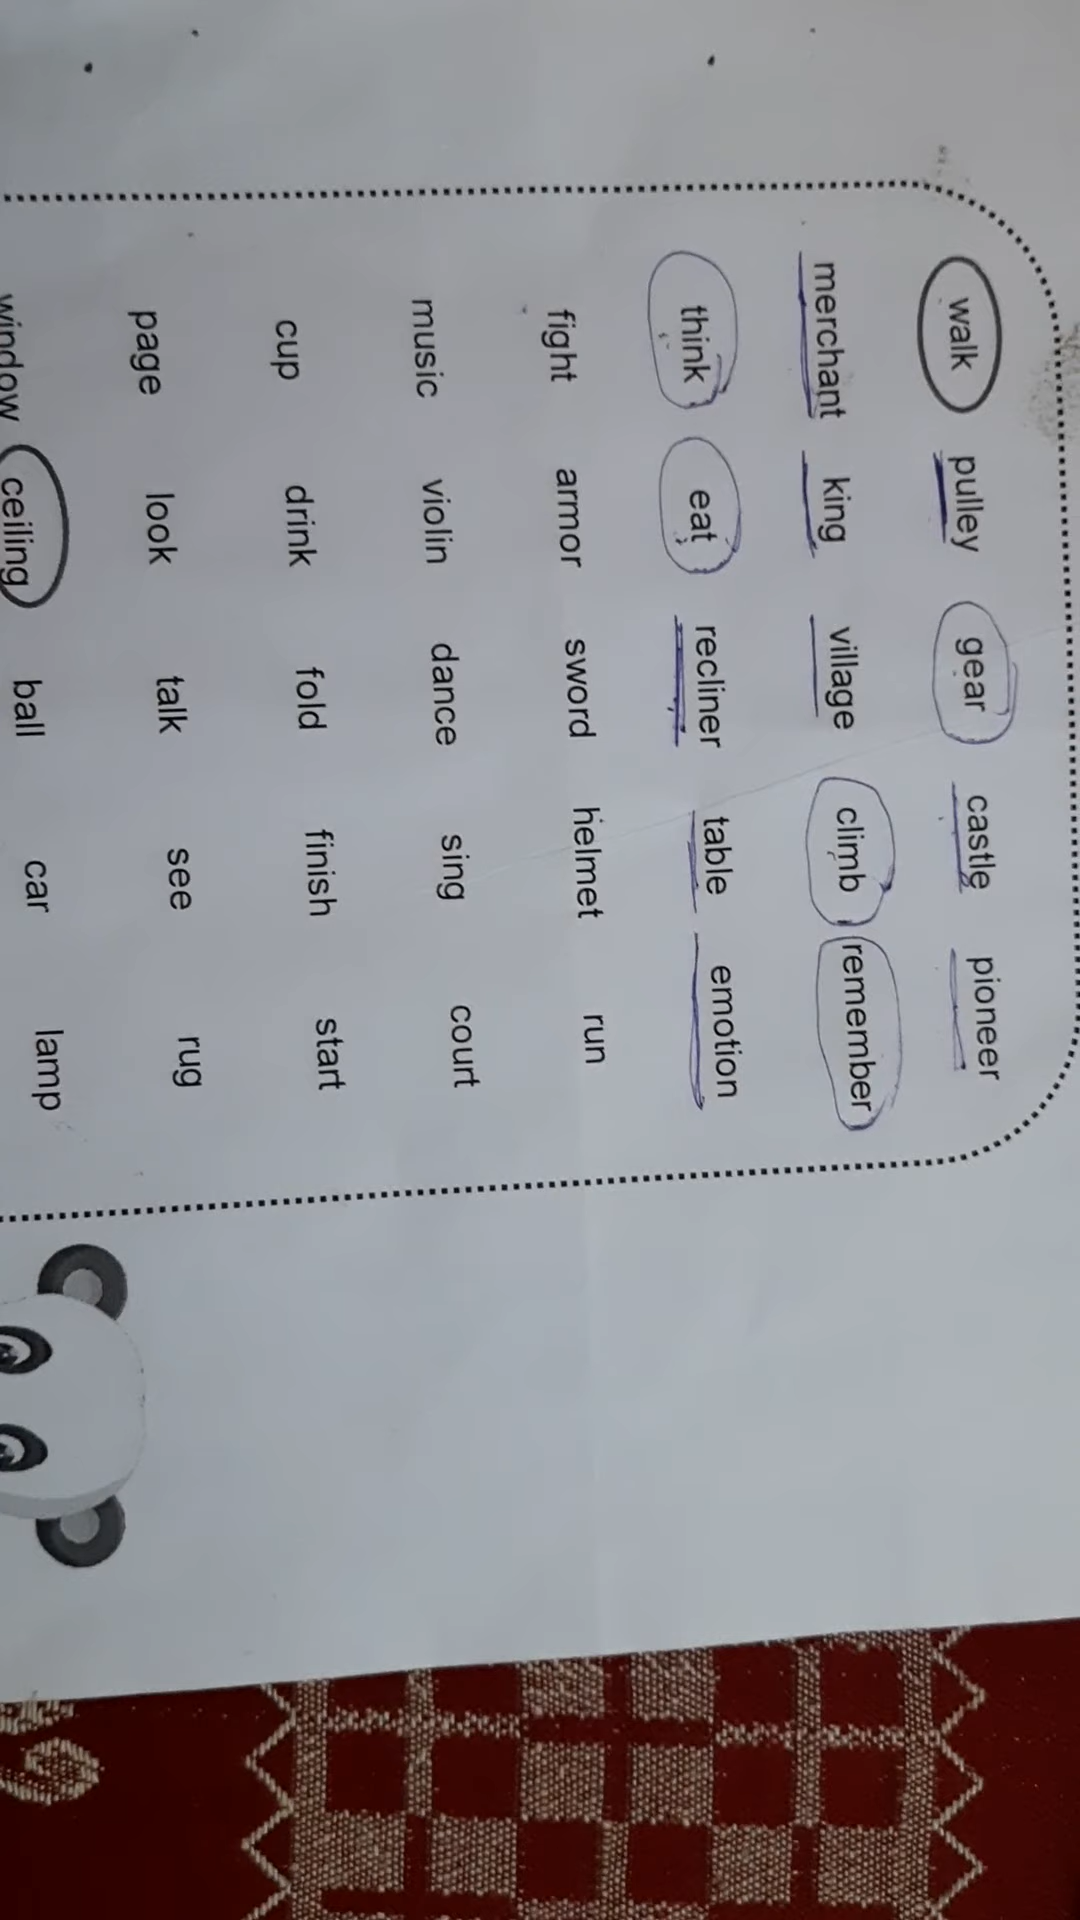 walk pulley gear castle pioneer
merchant king village climb remember
think eat recliner table emotion
fight armor sword helmet run
music violin dance sing court
cup drink fold finish start
page look talk see rug
window ceiling ball car lamp